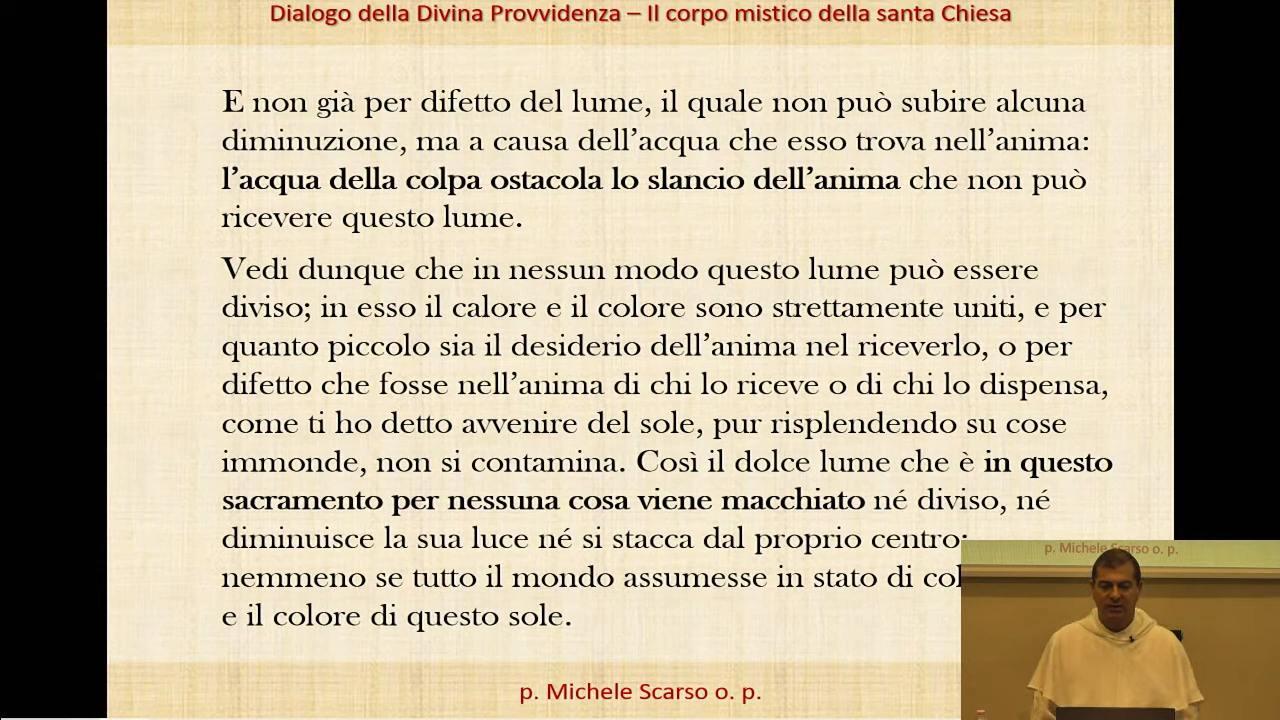 Dialogo della Divina Provvidenza – Il corpo mistico della santa Chiesa
E non già per difetto del lume, il quale non può subire alcuna
diminuzione, ma a causa dell’acqua che esso trova nell’anima:
l’acqua della colpa ostacola lo slancio dell’anima che non può
ricevere questo lume.
Vedi dunque che in nessun modo questo lume può essere
diviso; in esso il calore e il colore sono strettamente uniti, e per
quanto piccolo sia il desiderio dell’anima nel riceverlo, o per
difetto che fosse nell’anima di chi lo riceve o di chi lo dispensa,
come ti ho detto avvenire del sole, pur risplendendo su cose
immonde, non si contamina. Così il dolce lume che è in questo
sacramento per nessuna cosa viene macchiato né diviso, né
diminuisce la sua luce né si stacca dal proprio centro;
nemmeno se tutto il mondo assumesse in stato di
e il colore di questo sole.
p. Michele Scarso o. p.
p. Michele Scarso o. p.